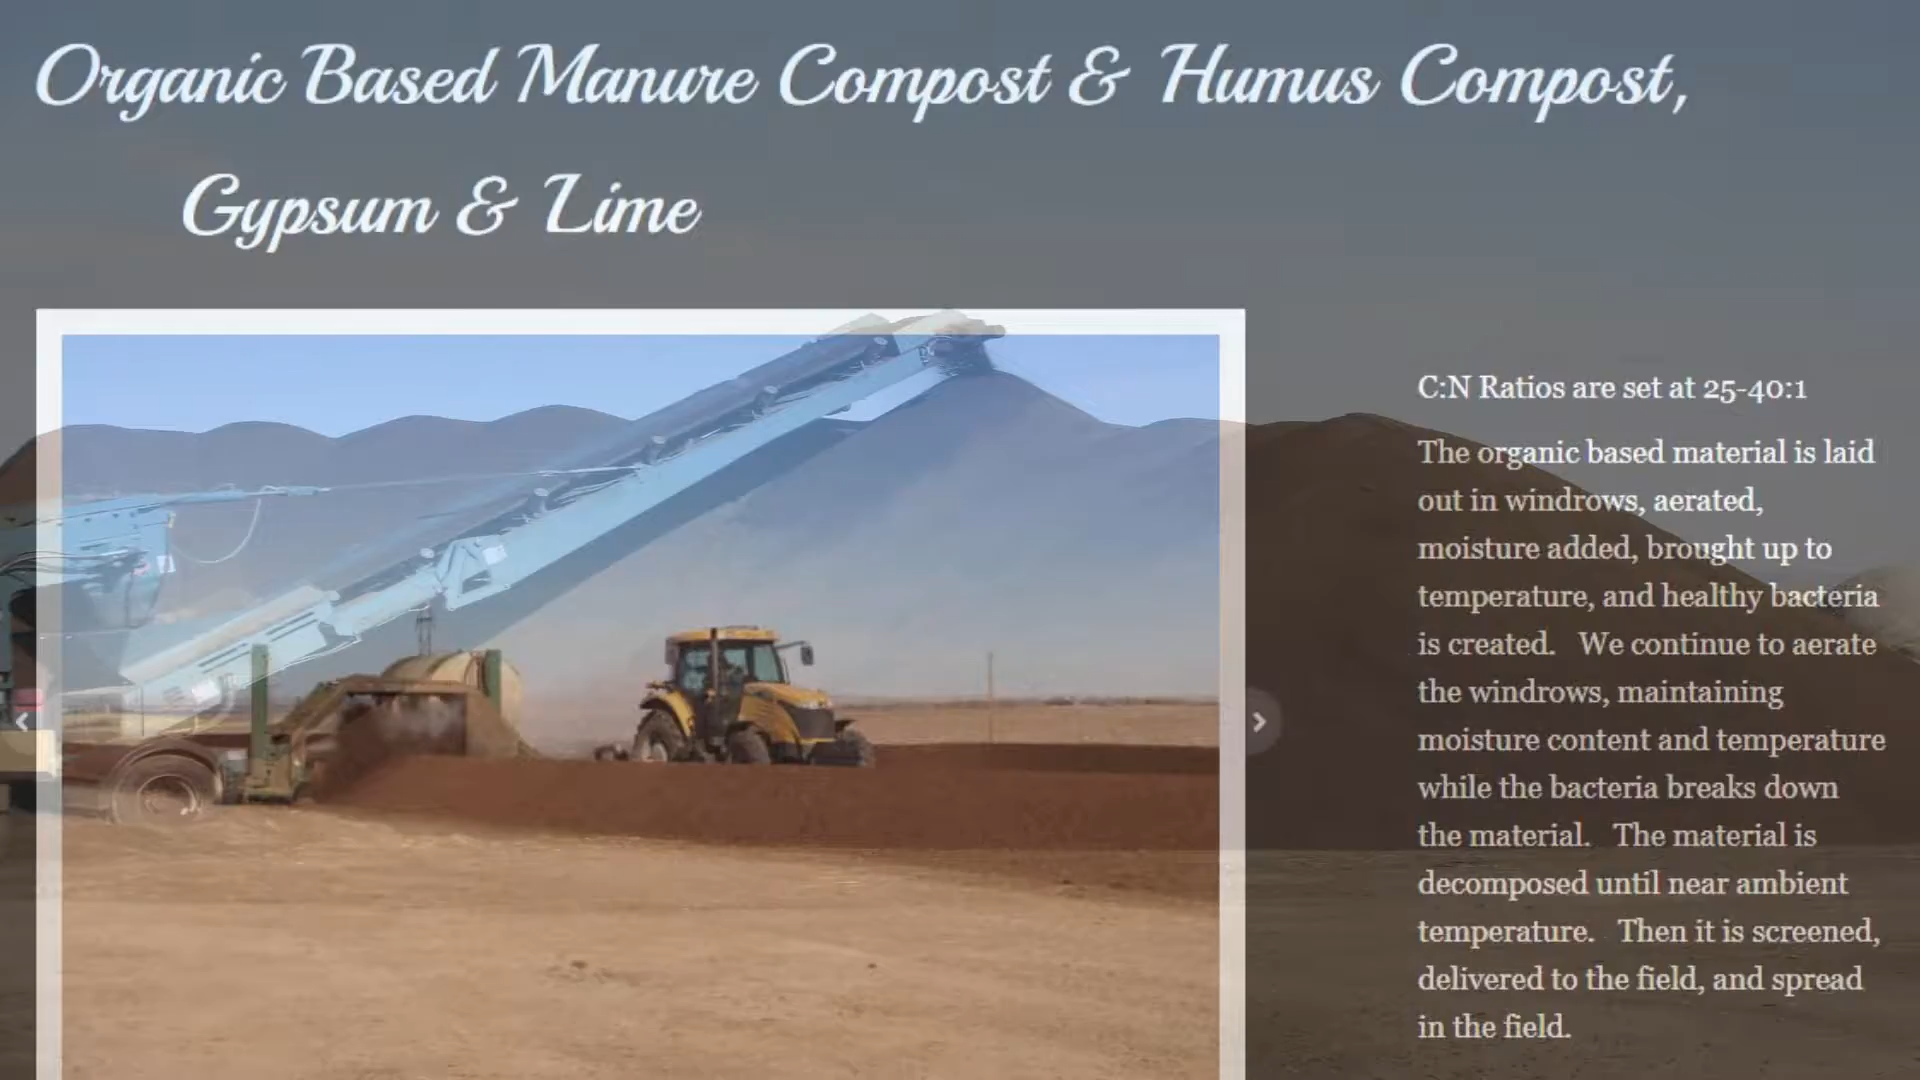 Organic Based Manure Compost & Humus Compost,
Gypsum & Lime
C:N Ratios are set at 25-40:1
The organic based material is laid
out in windrows, aerated,
moisture added, brought up to
temperature, and healthy bacteria
is created. We continue to aerate
the windrows, maintaining
moisture content and temperature
while the bacteria breaks down
the material. The material is
decomposed until near ambient
temperature. Then it is screened,
delivered to the field, and spread
in the field.